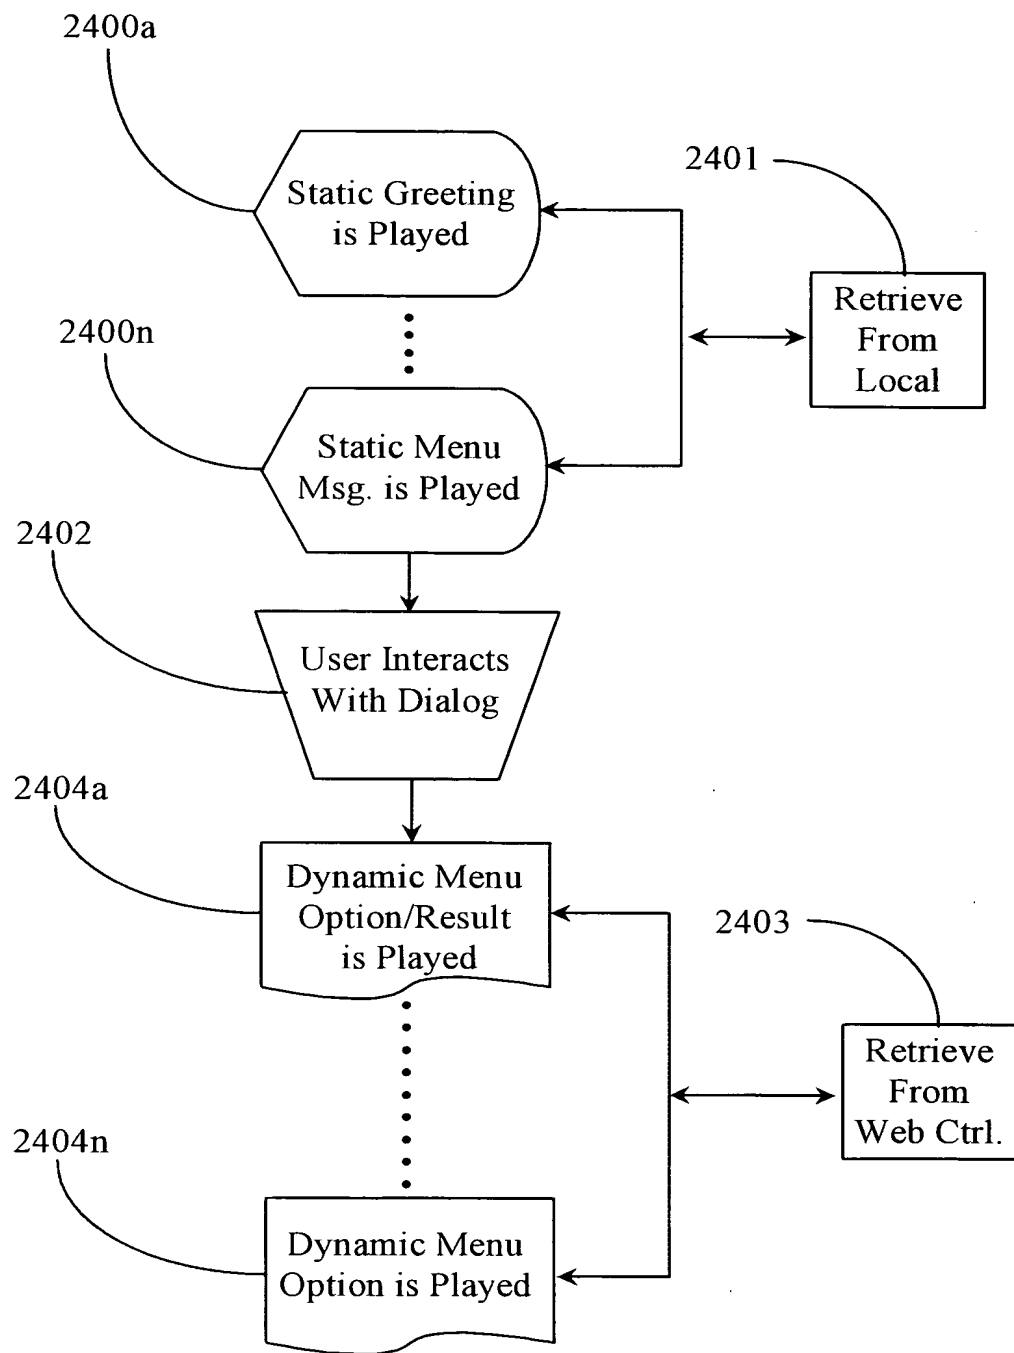 2400a
Static Greeting
is Played
2401
Retrieve
From
Local
2400n
Static Menu
Msg. is Played
2402
User Interacts
With Dialog
2404a
Dynamic Menu
Option/Result
is Played
2403
Retrieve
From
Web Ctrl.
2404n
Dynamic Menu
Option is Played